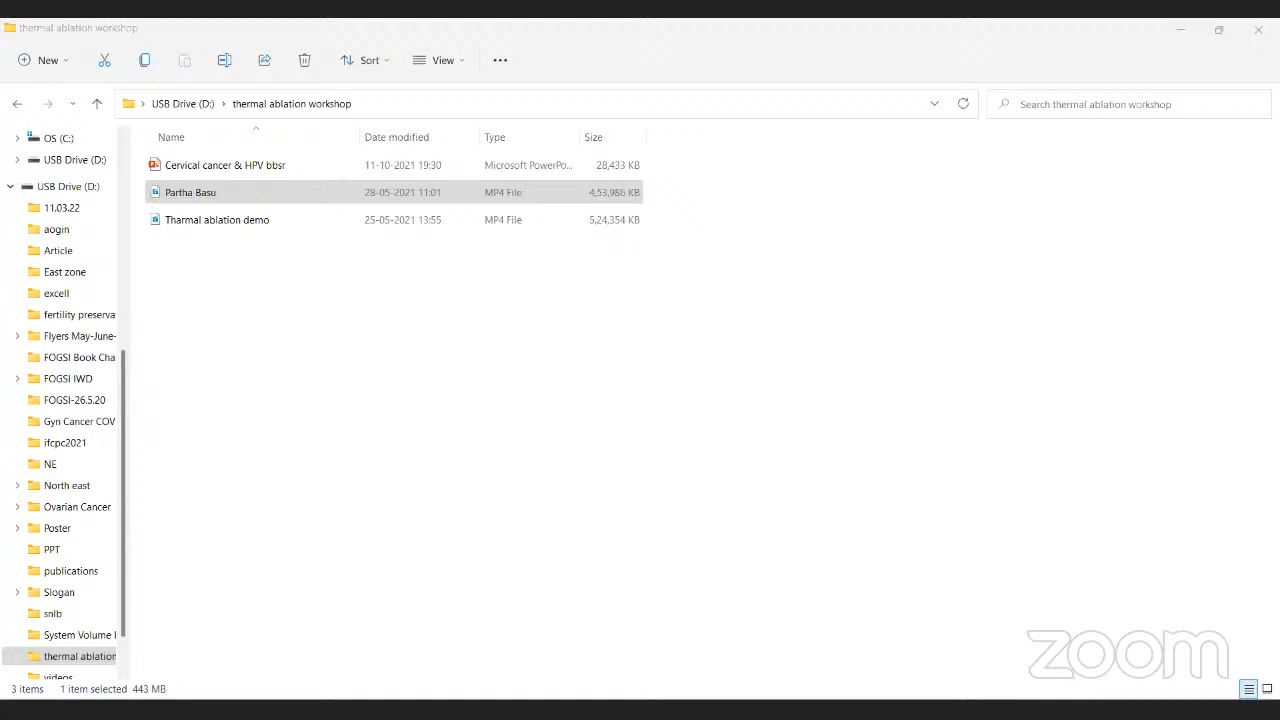 thermal ablation workshop
New
Sort
View
USB Drive (D:) thermal ablation workshop
Search thermal ablation workshop
Name Date modified Type Size
Cervical cancer & HPV bbsr 11-10-2021 19:30 Microsoft PowerPo... 28,433 KB
Partha Basu 28-05-2021 11:01 MP4 File 4,53,986 KB
Tharmal ablation demo 25-05-2021 13:55 MP4 File 5,24,354 KB
OS (C:)
USB Drive (D:)
USB Drive (D:)
11.03.22
aogin
Article
East zone
excell
fertility preserva
Flyers May-June-
FOGSI Book Cha
FOGSI IWD
FOGSI-26.5.20
Gyn Cancer COV
ifcpc2021
NE
North east
Ovarian Cancer
Poster
PPT
publications
Slogan
snlb
System Volume I
thermal ablation
videos
3 items 1 item selected 443 MB
zoom